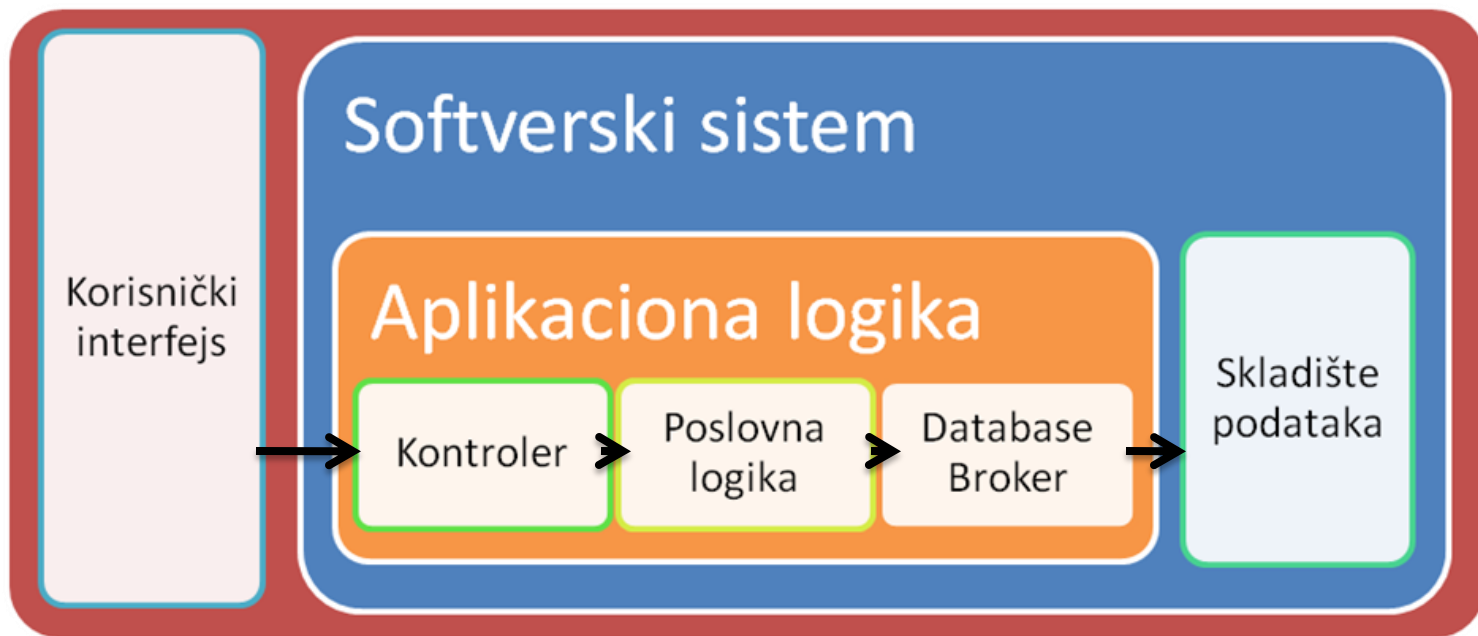 Softverski sistem
Korisnički
interfejs
Aplikaciona logika
Kontroler
Poslovna
logika
Database
Broker
Skladište
podataka